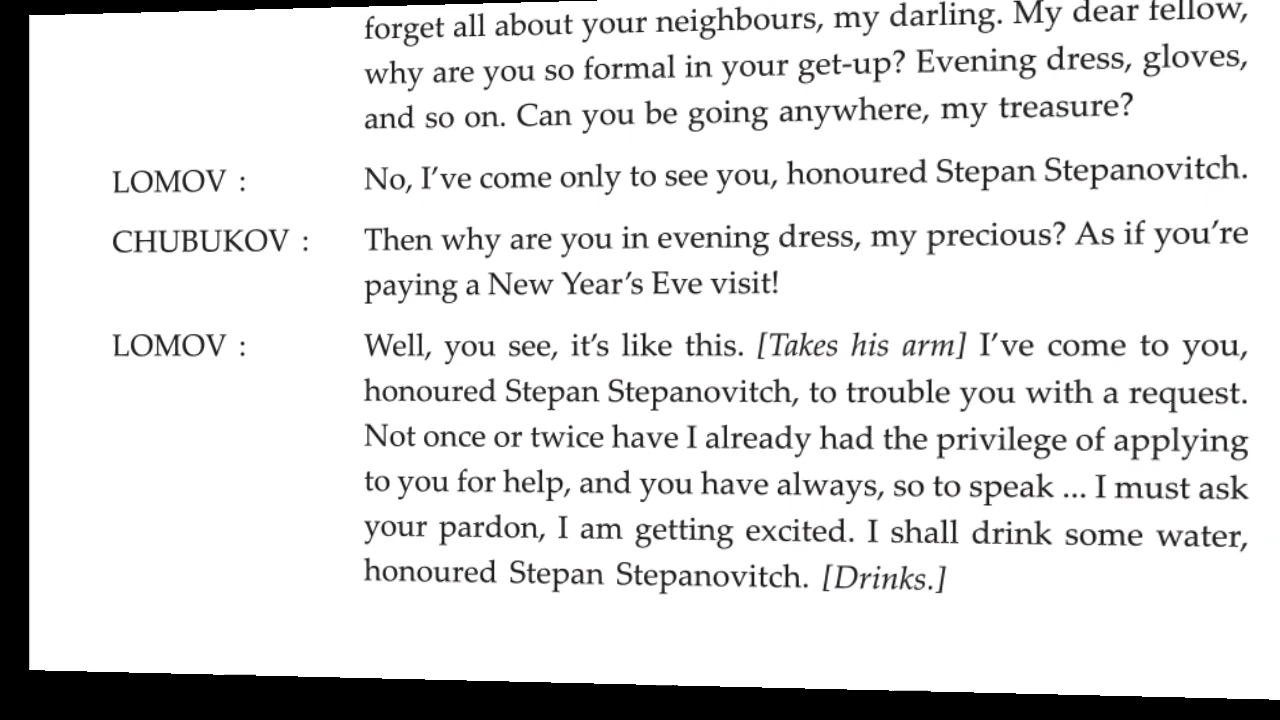 forget all about your neighbours, my darling. My dear fellow,
why are you so formal in your get-up? Evening dress, gloves,
and so on. Can you be going anywhere, my treasure?
LOMOV : No, I've come only to see you, honoured Stepan Stepanovitch.
CHUBUKOV : Then why are you in evening dress, my precious? As if you're
paying a New Year's Eve visit!
LOMOV : Well, you see, it's like this. [Takes his arm] I've come to you,
honoured Stepan Stepanovitch, to trouble you with a request.
Not once or twice have I already had the privilege of applying
to you for help, and you have always, so to speak ... I must ask
your pardon, I am getting excited. I shall drink some water,
honoured Stepan Stepanovitch. [Drinks.]